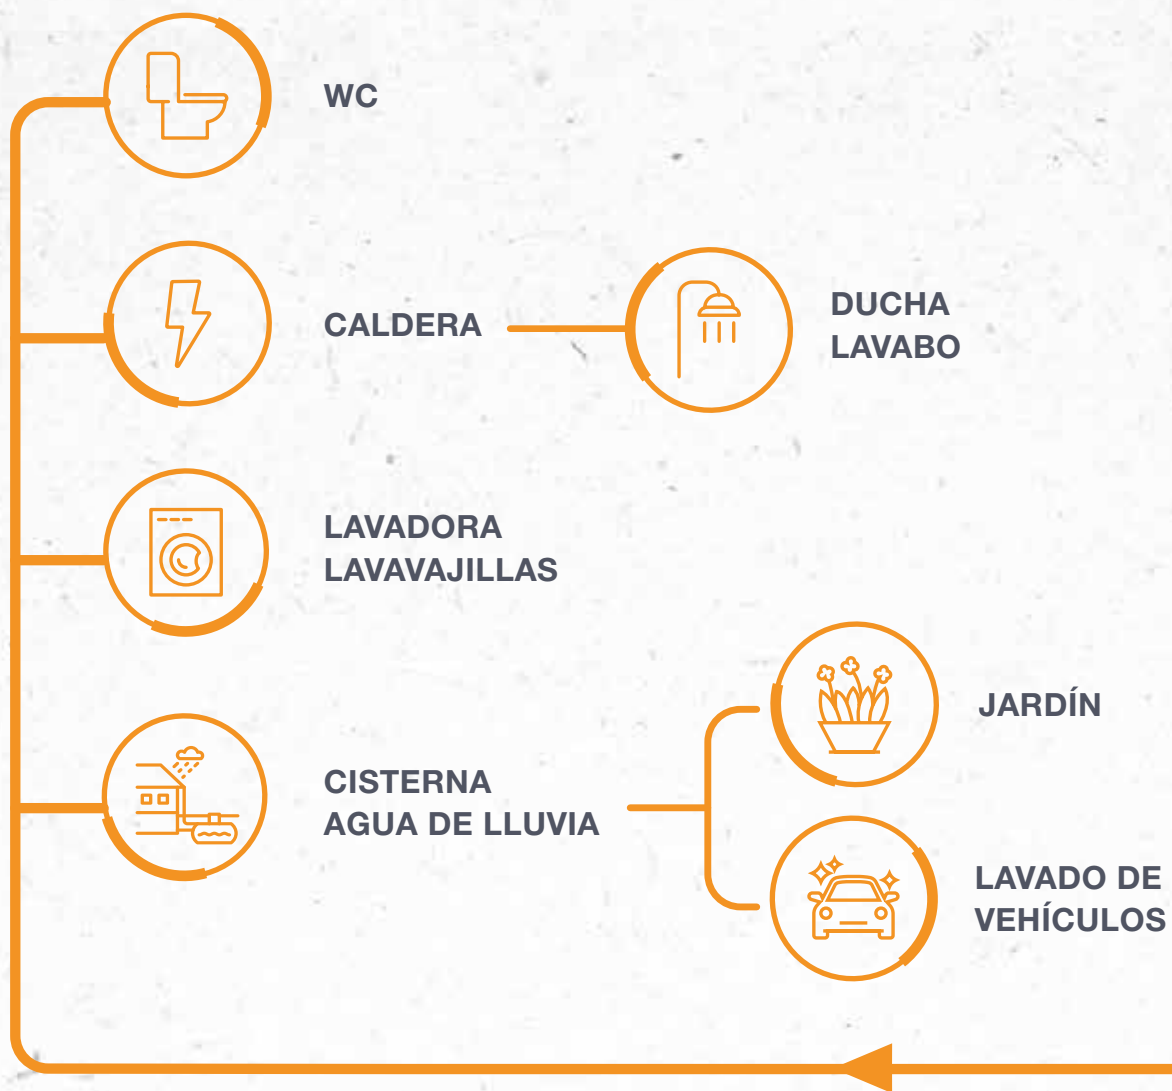 WC
CALDERA
DUCHA
LAVABO
LAVADORA
LAVAVAJILLAS
CISTERNA
AGUA DE LLUVIA
JARDÍN
LAVADO DE
VEHÍCULOS